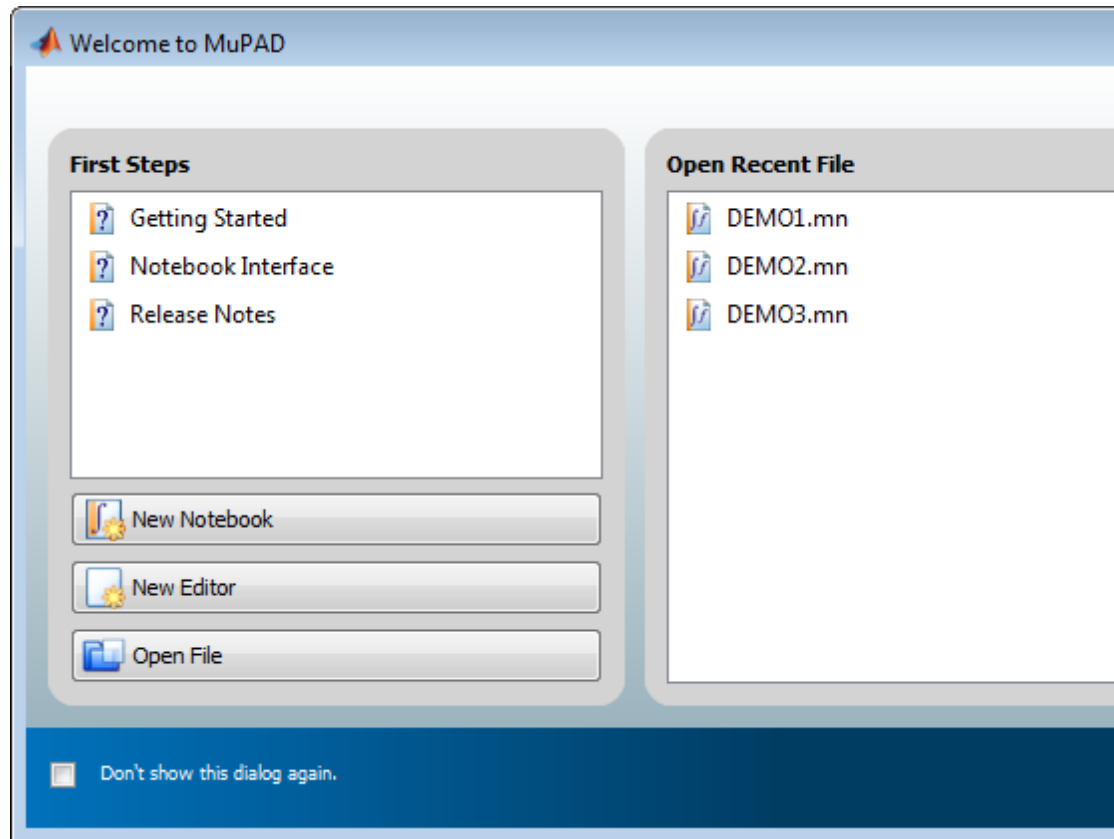 Welcome to MuPAD
First Steps
Getting Started
Notebook Interface
Release Notes
New Notebook
New Editor
Open File
Open Recent File
DEMO1.mn
DEMO2.mn
DEMO3.mn
Don't show this dialog again.